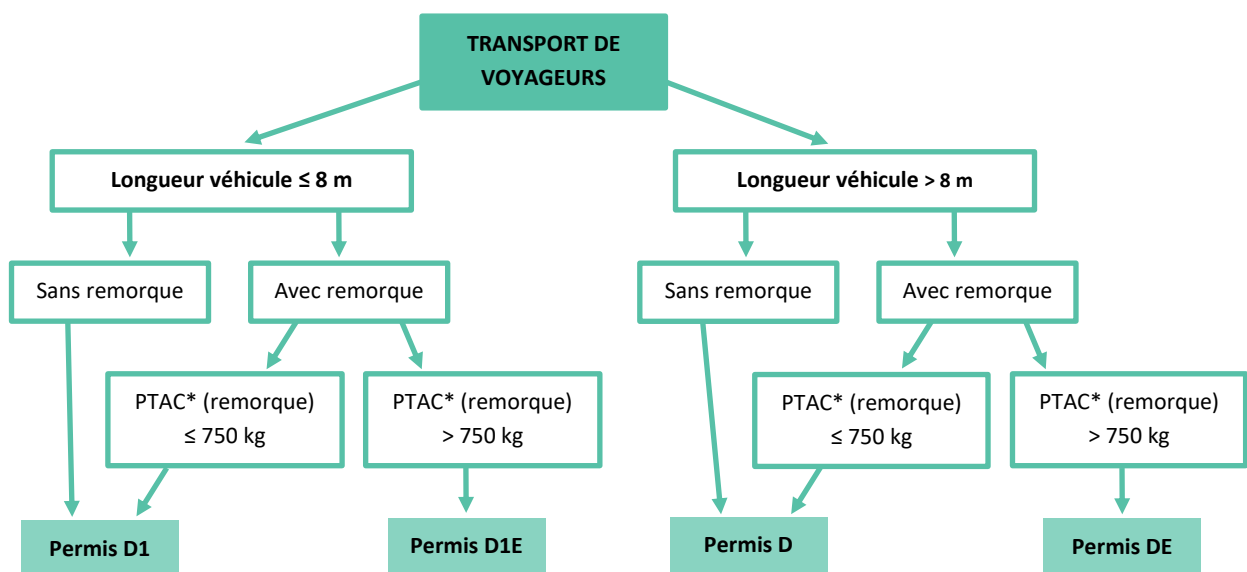 TRANSPORT DE
VOYAGEURS
Longueur véhicule ≤ 8 m
Longueur véhicule > 8 m
Sans remorque
Avec remorque
Sans remorque
Avec remorque
PTAC* (remorque)
≤ 750 kg
PTAC* (remorque)
> 750 kg
PTAC* (remorque)
≤ 750 kg
PTAC* (remorque)
> 750 kg
Permis D1
Permis D1E
Permis D
Permis DE